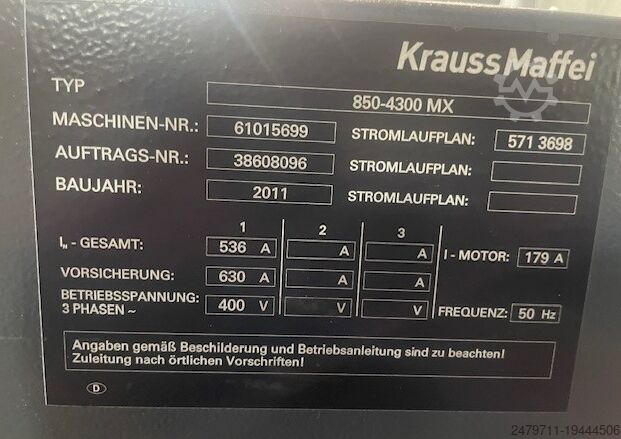 KraussMaffei
TYP 850-4300 MX
MASCHINEN-NR.: 61015699 STROMLAUFPLAN: 571 3698
AUFTRAGS-NR.: 38608096 STROMLAUFPLAN:
BAUJAHR: 2011 STROMLAUFPLAN:
1 2 3
I_N - GESAMT: 536 A A A I - MOTOR: 179 A
VORSICHERUNG: 630 A A A
BETRIEBSSPANNUNG:
3 PHASEN ~ 400 V V V FREQUENZ: 50 Hz
Angaben gemäß Beschilderung und Betriebsanleitung sind zu beachten!
Zuleitung nach örtlichen Vorschriften!
D
2479711-19444506